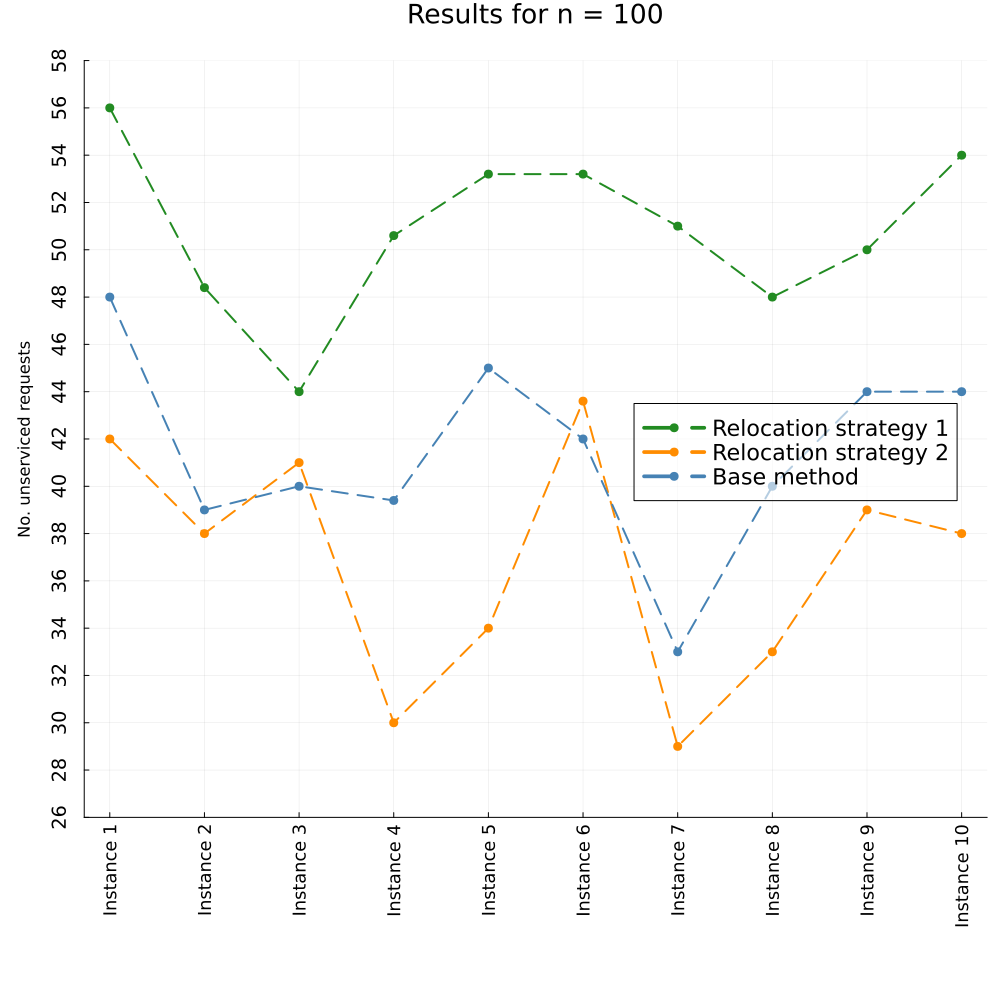 Results for n = 100
No. unserviced requests
58
56
54
52
50
48
46
44
42
40
38
36
34
32
30
28
26
Relocation strategy 1
Relocation strategy 2
Base method
Instance 1
Instance 2
Instance 3
Instance 4
Instance 5
Instance 6
Instance 7
Instance 8
Instance 9
Instance 10